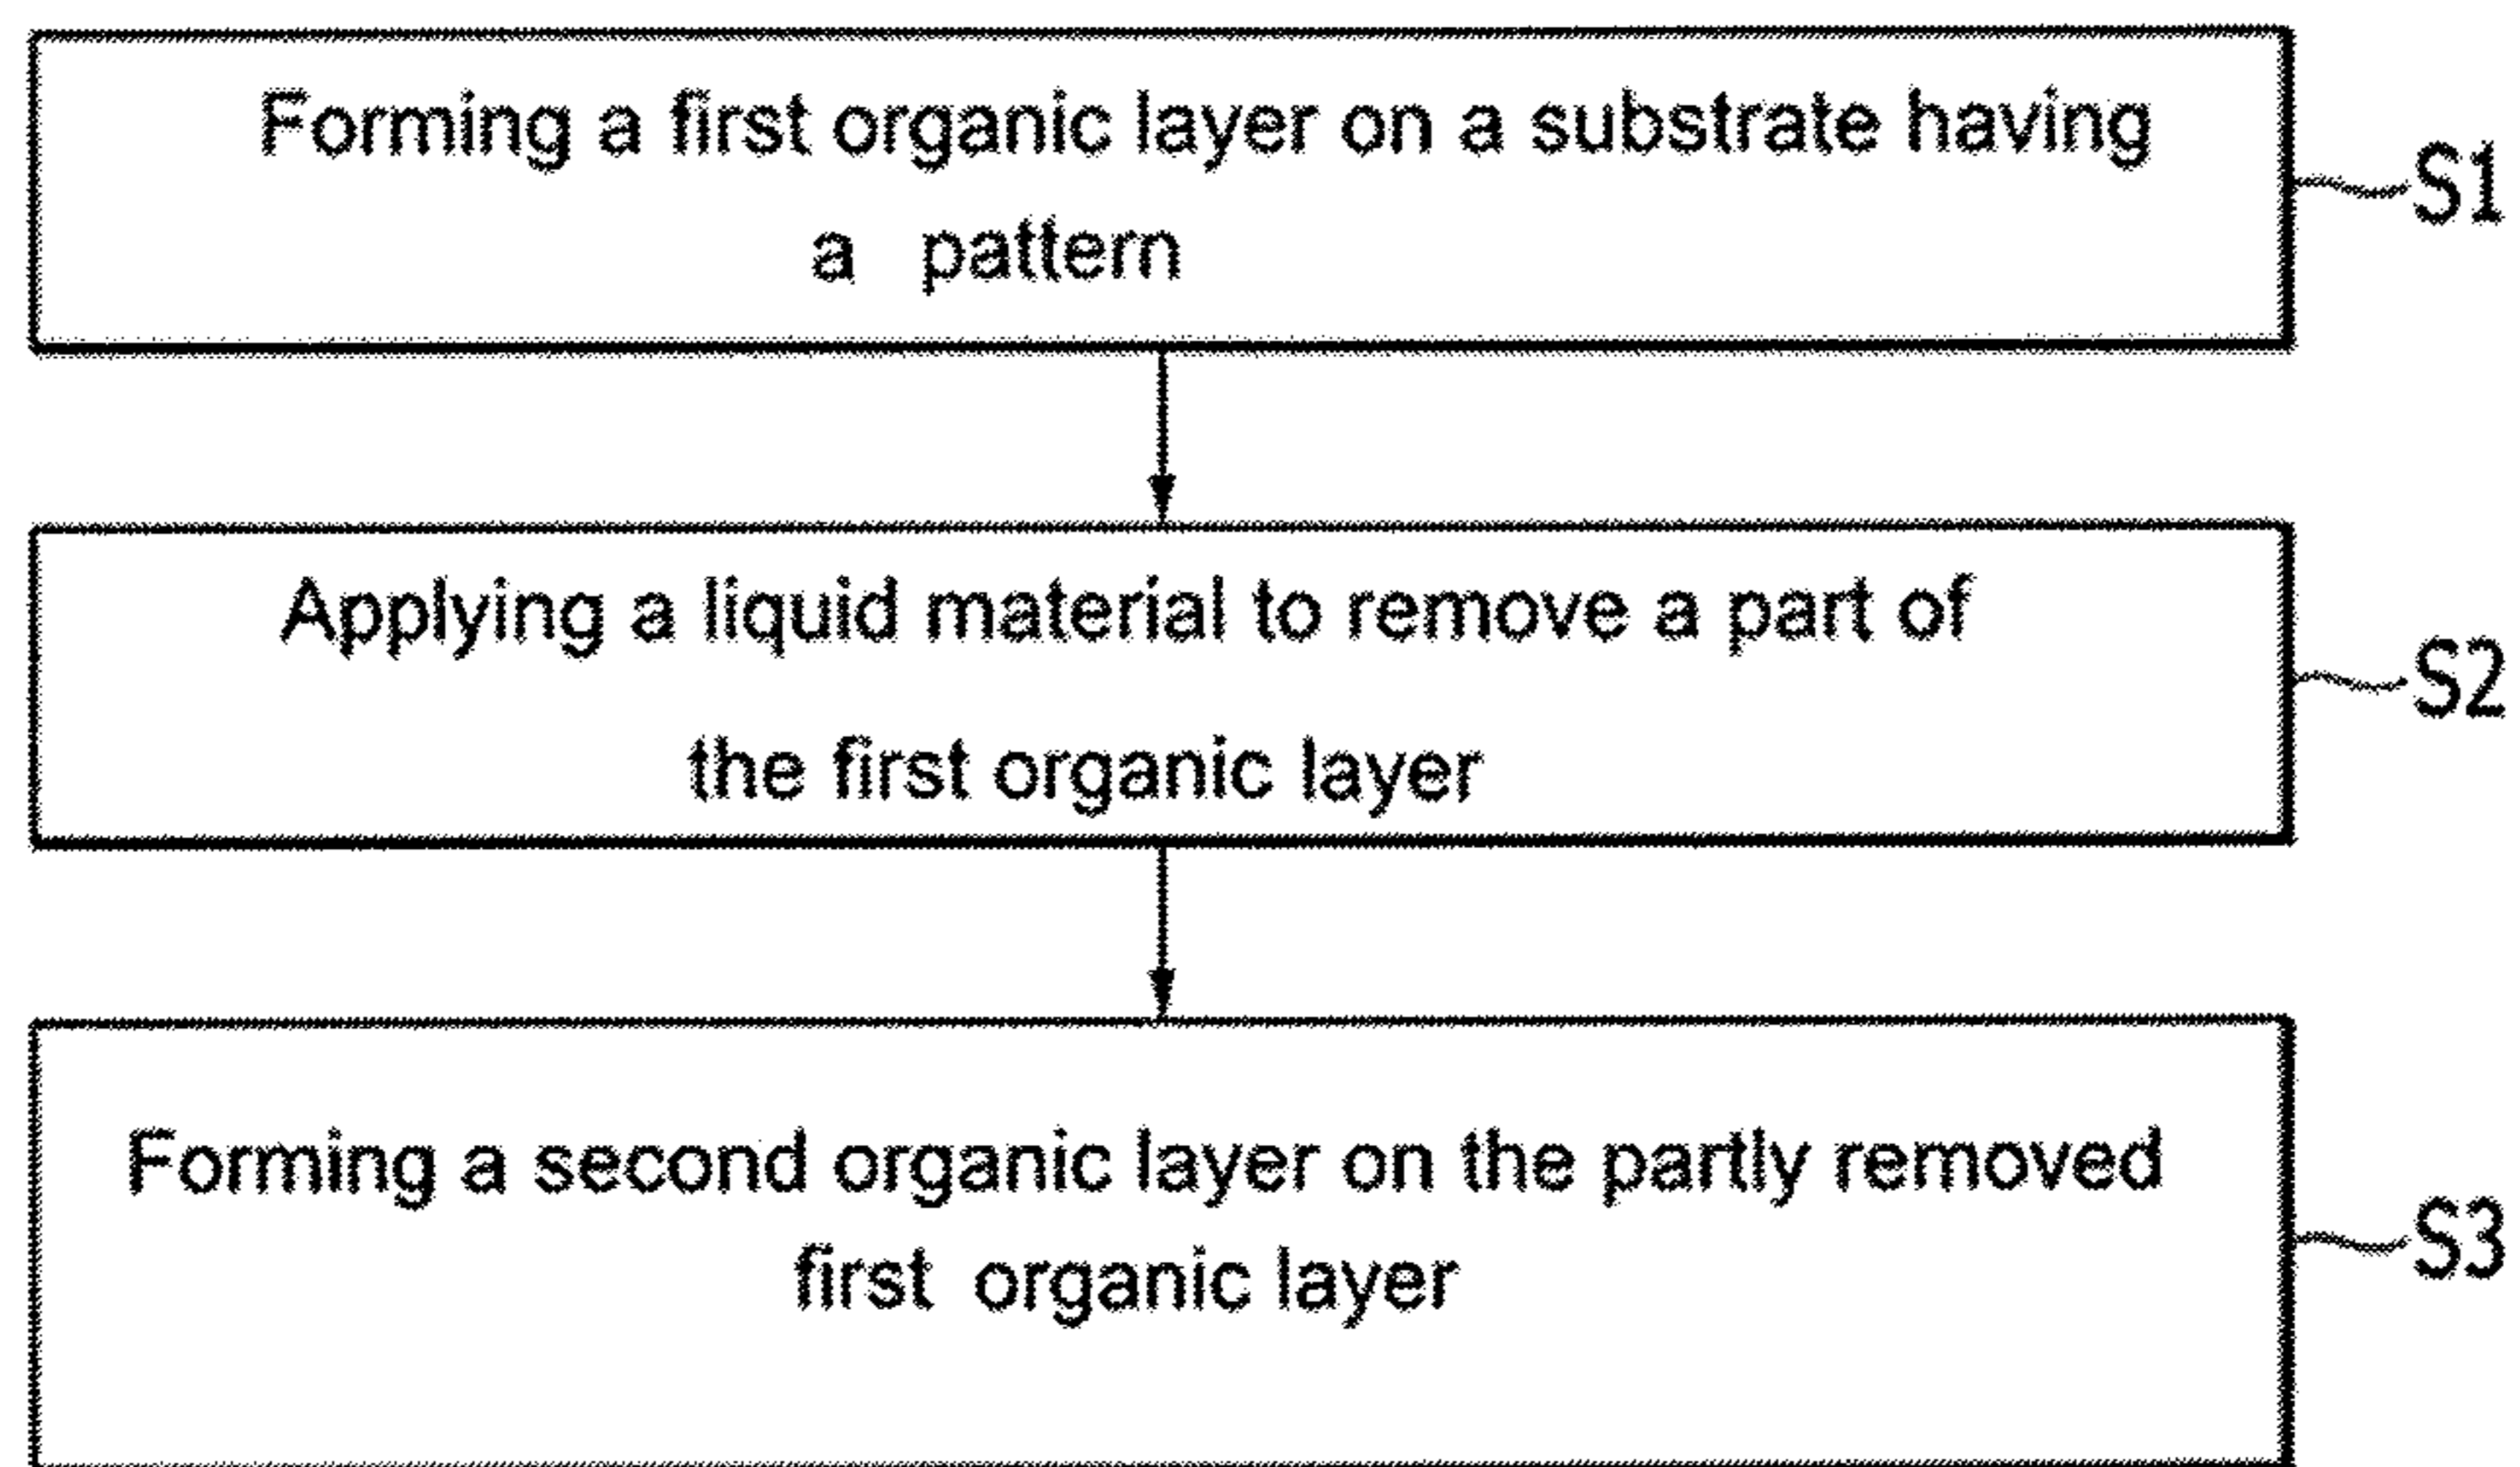 Forming a first organic layer on a substrate having
a pattern
S1
Applying a liquid material to remove a part of
the first organic layer
S2
Forming a second organic layer on the partly removed
first organic layer
S3